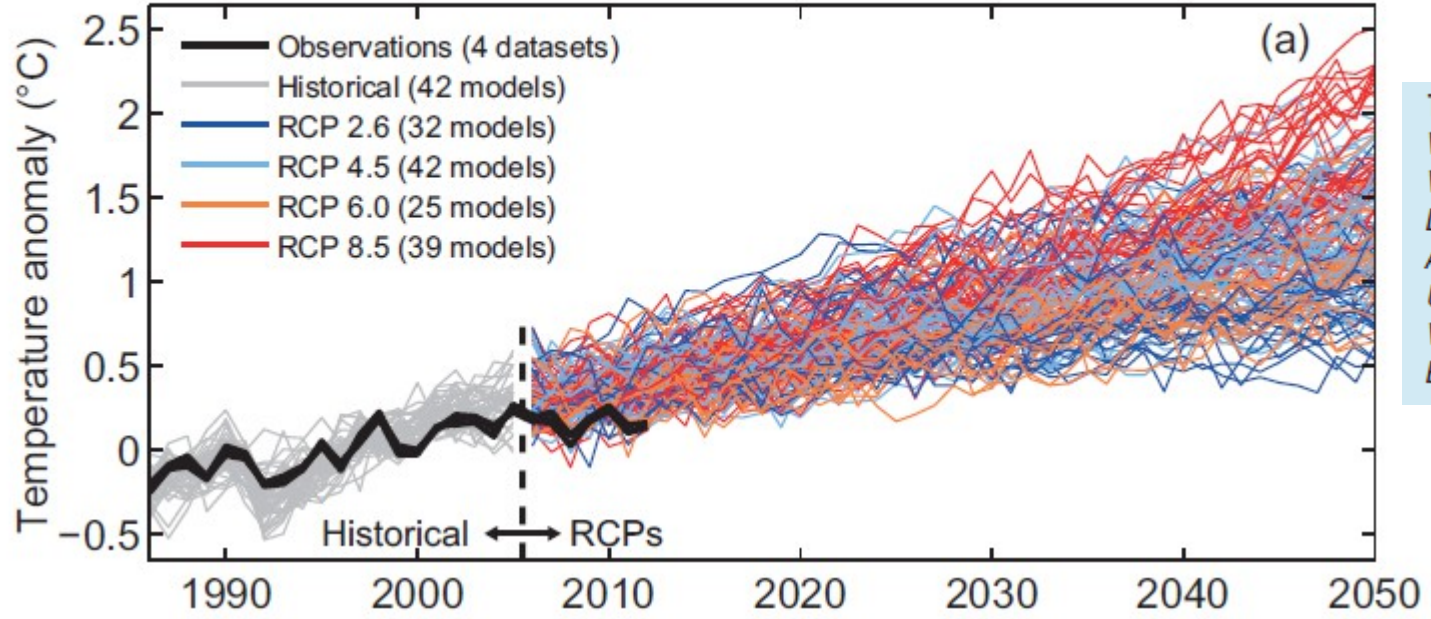 Temperature anomaly (°C)
2.5
2
1.5
1
0.5
0
−0.5
Observations (4 datasets)
Historical (42 models)
RCP 2.6 (32 models)
RCP 4.5 (42 models)
RCP 6.0 (25 models)
RCP 8.5 (39 models)
(a)
Historical
RCPs
1990
2000
2010
2020
2030
2040
2050